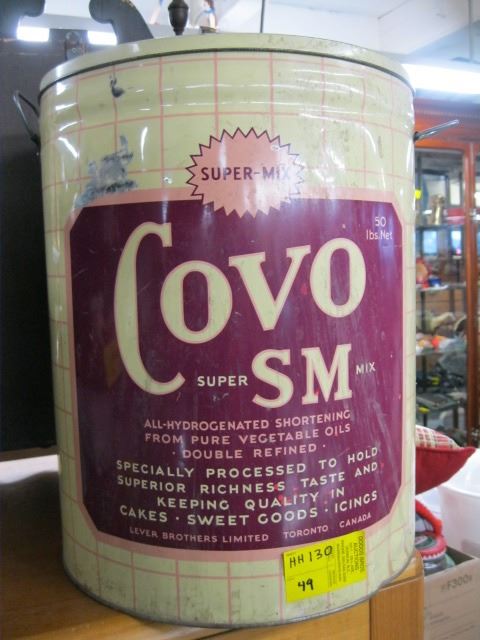 SUPER-MIX
50
lbs. Net
COVO
SUPER SM MIX
ALL-HYDROGENATED SHORTENING
FROM PURE VEGETABLE OILS
· DOUBLE REFINED ·
SPECIALLY PROCESSED TO HOLD
SUPERIOR RICHNESS, TASTE AND
KEEPING QUALITY IN
CAKES · SWEET GOODS · ICINGS
LEVER BROTHERS LIMITED TORONTO · CANADA
HH 130
49